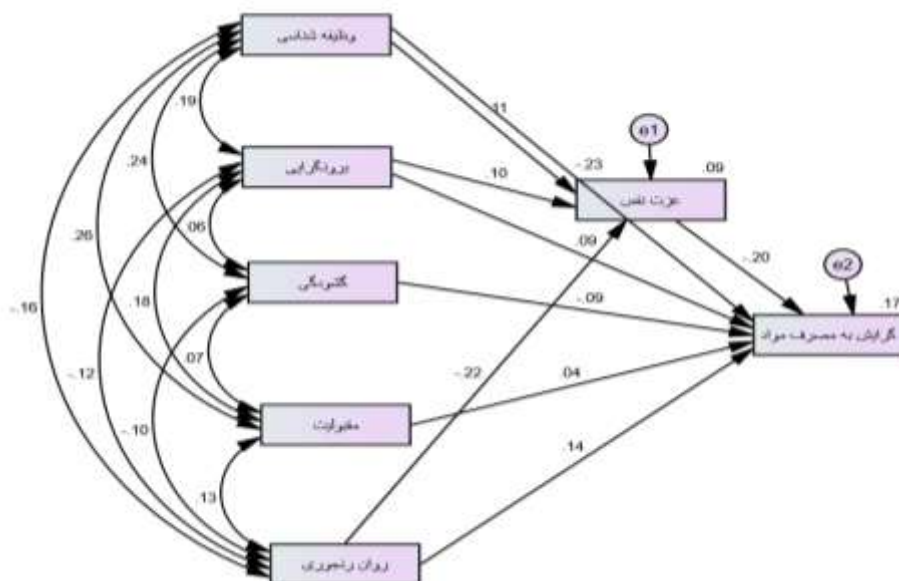 وظیفه شناسی
.11
e1
.19
-.23
.09
برونگرایی
.10
عزت نفس
.24
.06
.09
-.20
e2
.26
گشودگی
.17
-.16
.18
-.09
گرایش به مصرف مواد
-.12
.07
-.22
.04
-.10
مقبولیت
.14
.13
روان رنجوری